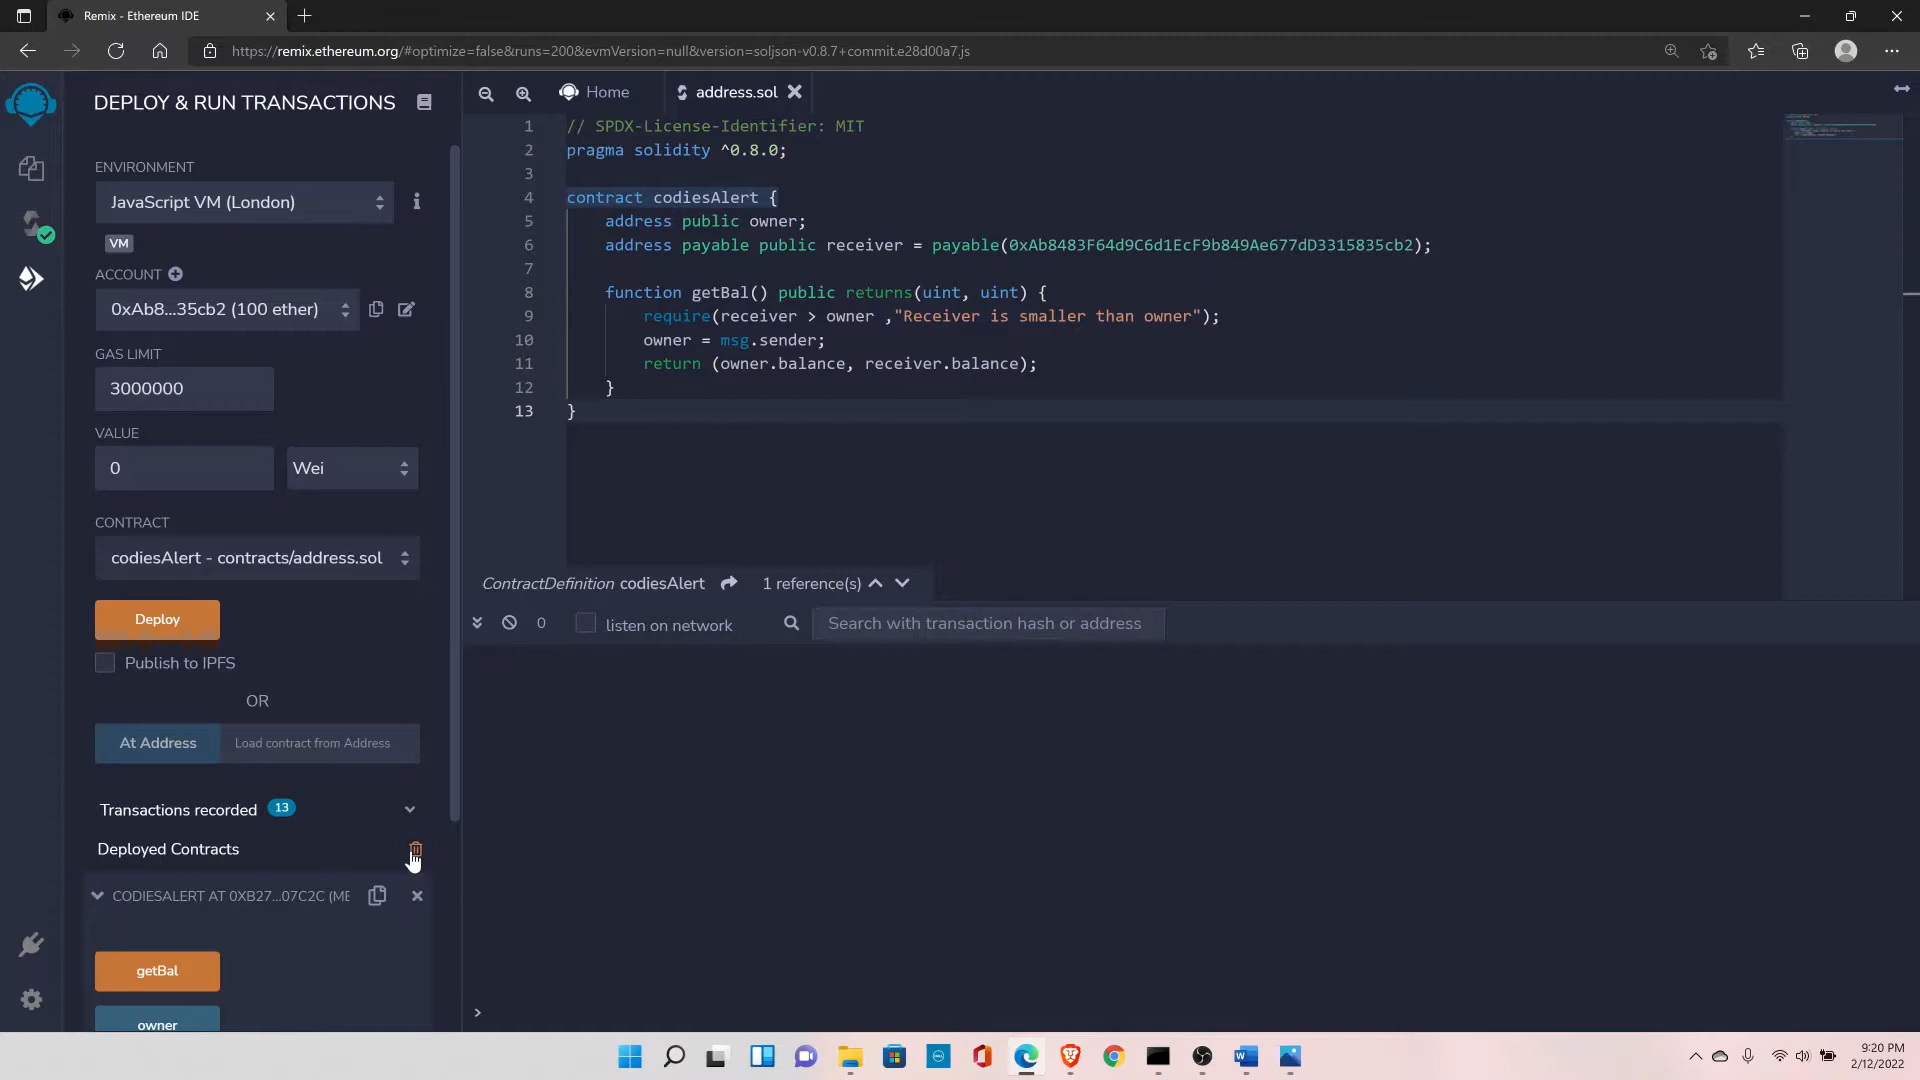 Remix - Ethereum IDE
https://remix.ethereum.org/#optimize=false&runs=200&evmVersion=null&version=soljson-v0.8.7+commit.e28d00a7.js
DEPLOY & RUN TRANSACTIONS
ENVIRONMENT
JavaScript VM (London)
VM
ACCOUNT
0xAb8...35cb2 (100 ether)
GAS LIMIT
3000000
VALUE
0
Wei
CONTRACT
codiesAlert - contracts/address.sol
Deploy
Publish to IPFS
OR
At Address
Load contract from Address
Transactions recorded 13
Deployed Contracts
CODIESALERT AT 0XB27...07C2C (ME
getBal
owner
Home
address.sol
1 // SPDX-License-Identifier: MIT
2 pragma solidity ^0.8.0;
3
4 contract codiesAlert {
5 address public owner;
6 address payable public receiver = payable(0xAb8483F64d9C6d1EcF9b849Ae677dD3315835cb2);
7
8 function getBal() public returns(uint, uint) {
9 require(receiver > owner ,"Receiver is smaller than owner");
10 owner = msg.sender;
11 return (owner.balance, receiver.balance);
12 }
13 }
ContractDefinition codiesAlert 1 reference(s)
0 listen on network Search with transaction hash or address
>
9:20 PM
2/12/2022